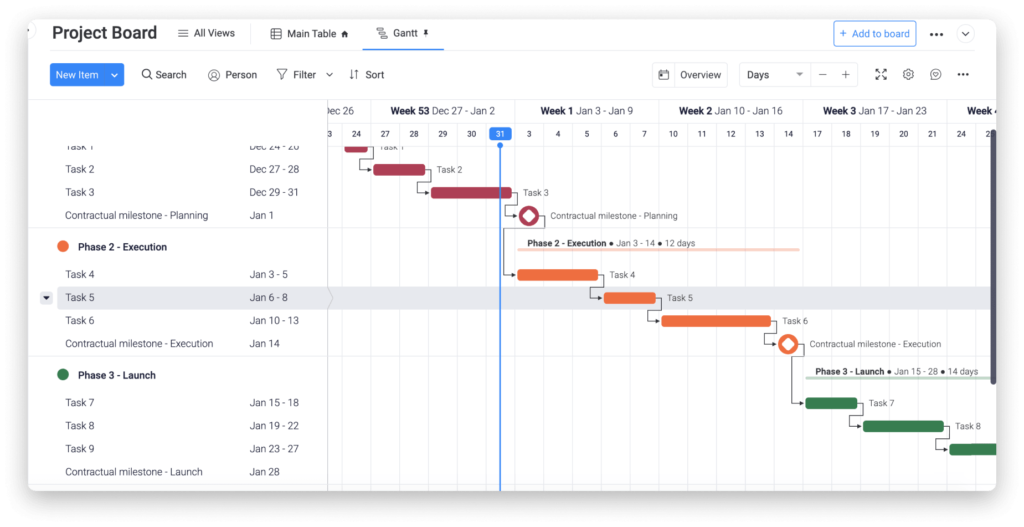 Project Board
All Views
Main Table
Gantt
+ Add to board
New Item
Search
Person
Filter
Sort
Overview
Days
Dec 26
Week 53 Dec 27 - Jan 2
Week 1 Jan 3 - Jan 9
Week 2 Jan 10 - Jan 16
Week 3 Jan 17 - Jan 23
Week
24 27 28 29 30 31 3 4 5 6 7 10 11 12 13 14 17 18 19 20 21 24
Task 1 Dec 24 - 26 Task 1
Task 2 Dec 27 - 28 Task 2
Task 3 Dec 29 - 31 Task 3
Contractual milestone - Planning Jan 1 Contractual milestone - Planning
Phase 2 - Execution Phase 2 - Execution ● Jan 3 - 14 ● 12 days
Task 4 Jan 3 - 5 Task 4
Task 5 Jan 6 - 8 Task 5
Task 6 Jan 10 - 13 Task 6
Contractual milestone - Execution Jan 14 Contractual milestone - Execution
Phase 3 - Launch Phase 3 - Launch ● Jan 15 - 28 ● 14 days
Task 7 Jan 15 - 18 Task 7
Task 8 Jan 19 - 22 Task 8
Task 9 Jan 23 - 27
Contractual milestone - Launch Jan 28